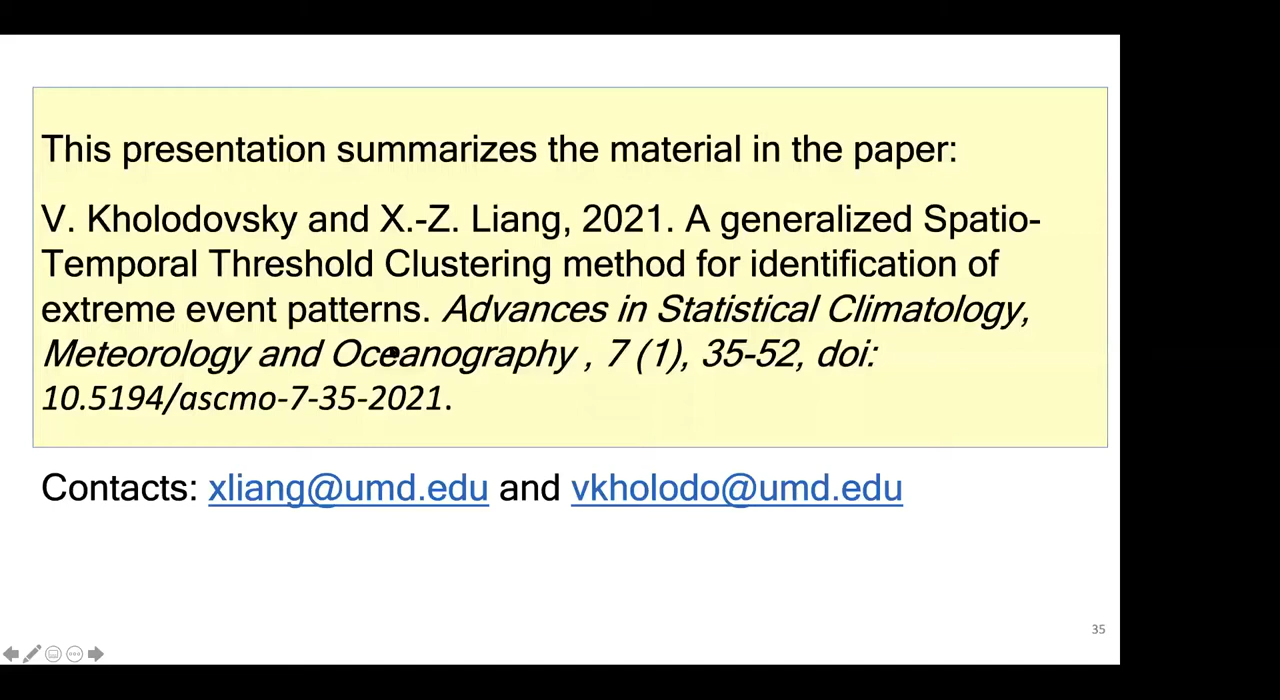 This presentation summarizes the material in the paper:
V. Kholodovsky and X.-Z. Liang, 2021. A generalized Spatio-
Temporal Threshold Clustering method for identification of
extreme event patterns. Advances in Statistical Climatology,
Meteorology and Oceanography , 7 (1), 35-52, doi:
10.5194/ascmo-7-35-2021.
Contacts: xliang@umd.edu and vkholodo@umd.edu
35